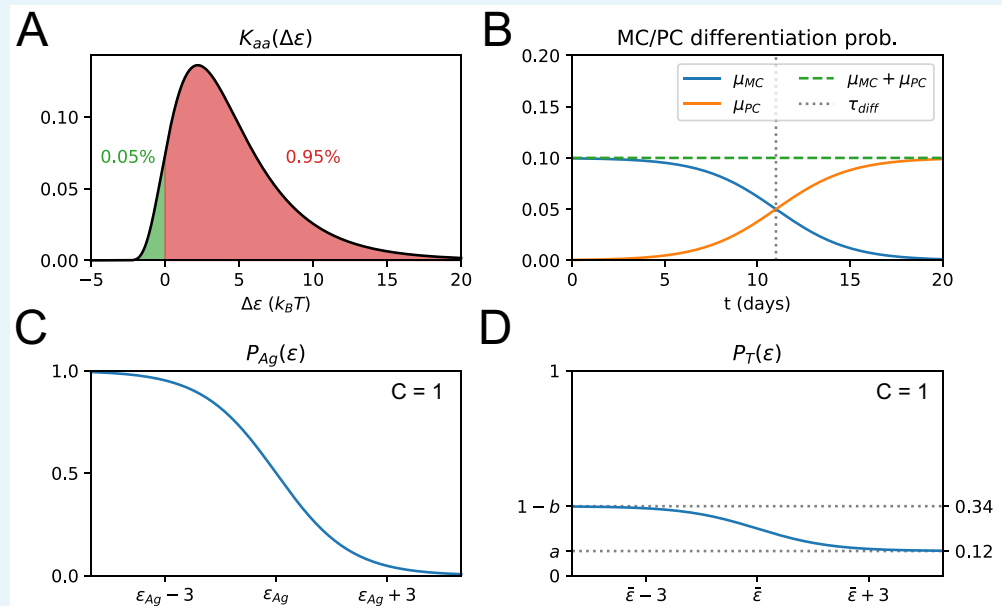 A
K_aa(Δε)
0.10
0.05
0.00
0.05%
0.95%
−5
0
5
10
15
20
Δε (k_BT)
B
MC/PC differentiation prob.
0.20
0.15
0.10
0.05
0.00
μ_MC
μ_PC
μ_MC + μ_PC
τ_diff
0
5
10
15
20
t (days)
C
P_Ag(ε)
C = 1
1.0
0.5
0.0
ε_Ag − 3
ε_Ag
ε_Ag + 3
D
P_T(ε)
C = 1
1
1 − b
a
0
0.34
0.12
ε̄ − 3
ε̄
ε̄ + 3